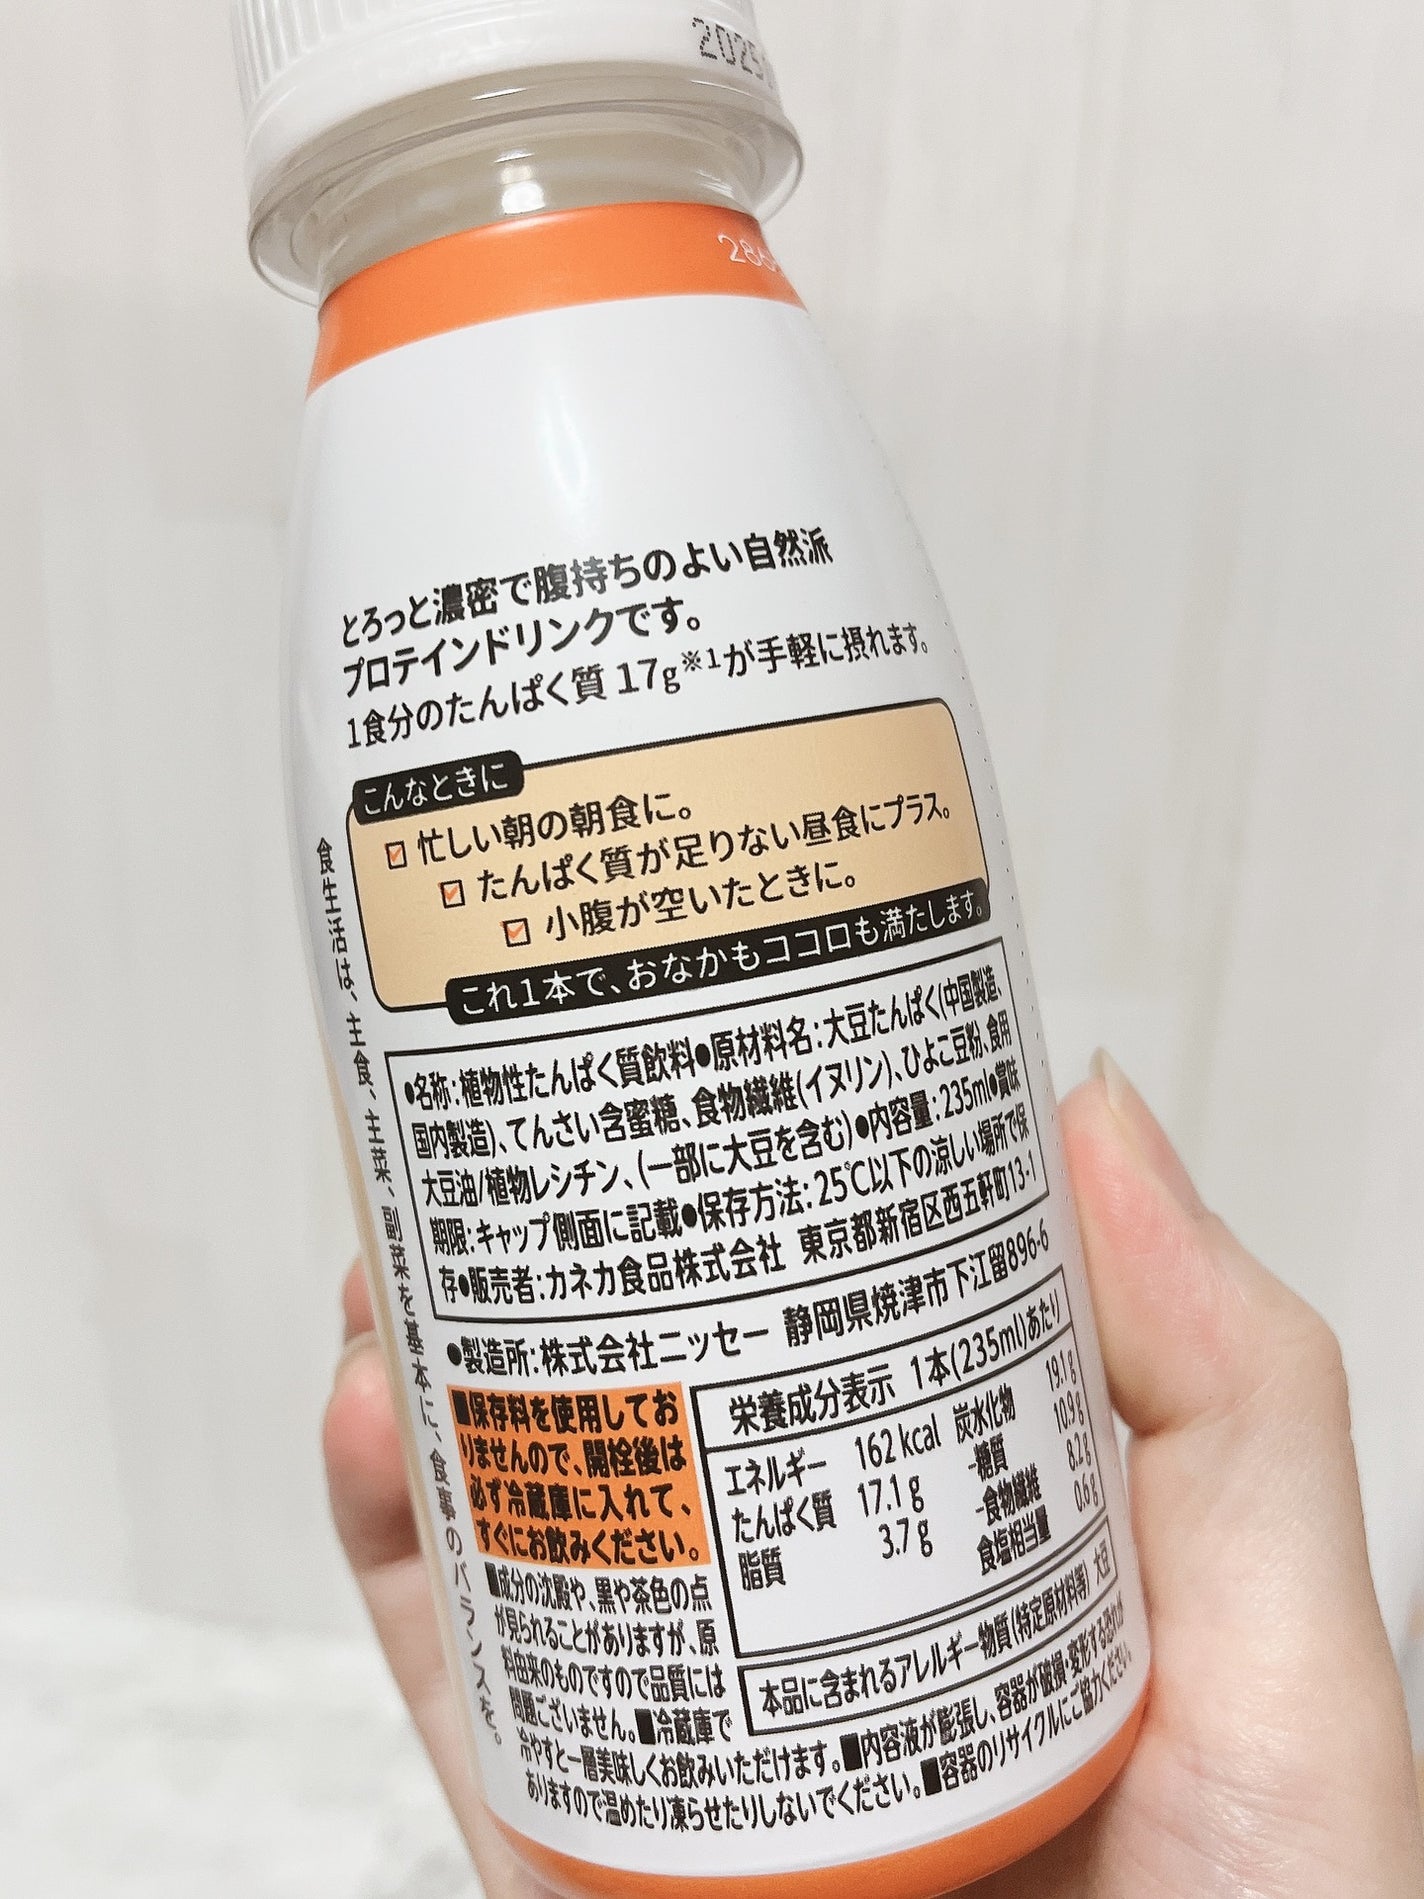 2025
286
とろっと濃密で腹持ちのよい自然派
プロテインドリンクです。
1食分のたんぱく質17g※1が手軽に摂れます。
こんなときに
忙しい朝の朝食に。
たんぱく質が足りない昼食にプラス。
小腹が空いたときに。
これ1本で、おなかもココロも満たします。
食生活は、主食、主菜、副菜を基本に、食事のバランスを。
●名称:植物性たんぱく質飲料●原材料名:大豆たんぱく(中国製造、
国内製造)、てんさい含蜜糖、食物繊維(イヌリン)、ひよこ豆粉、食用
大豆油/植物レシチン、(一部に大豆を含む)●内容量:235ml●賞味
期限:キャップ側面に記載●保存方法:25℃以下の涼しい場所で保
存●販売者:カネカ食品株式会社 東京都新宿区西五軒町13-1
●製造所:株式会社ニッセー 静岡県焼津市下江留896-6
■保存料を使用してお
りませんので、開栓後は
必ず冷蔵庫に入れて、
すぐにお飲みください。
栄養成分表示 1本(235ml)あたり
エネルギー 162kcal 炭水化物 19.1g
たんぱく質 17.1g -糖質 10.9g
脂質 3.7g -食物繊維 8.2g
食塩相当量 0.6g
本品に含まれるアレルギー物質(特定原材料等) 大豆
■成分の沈殿や、黒や茶色の点
が見られることがありますが、原
料由来のものですので品質には
問題ございません。■冷蔵庫で
冷やすと一層美味しくお飲みいただけます。■内容液が膨張し、容器が破損・変形する恐れが
ありますので温めたり凍らせたりしないでください。■容器のリサイクルにご協力ください。